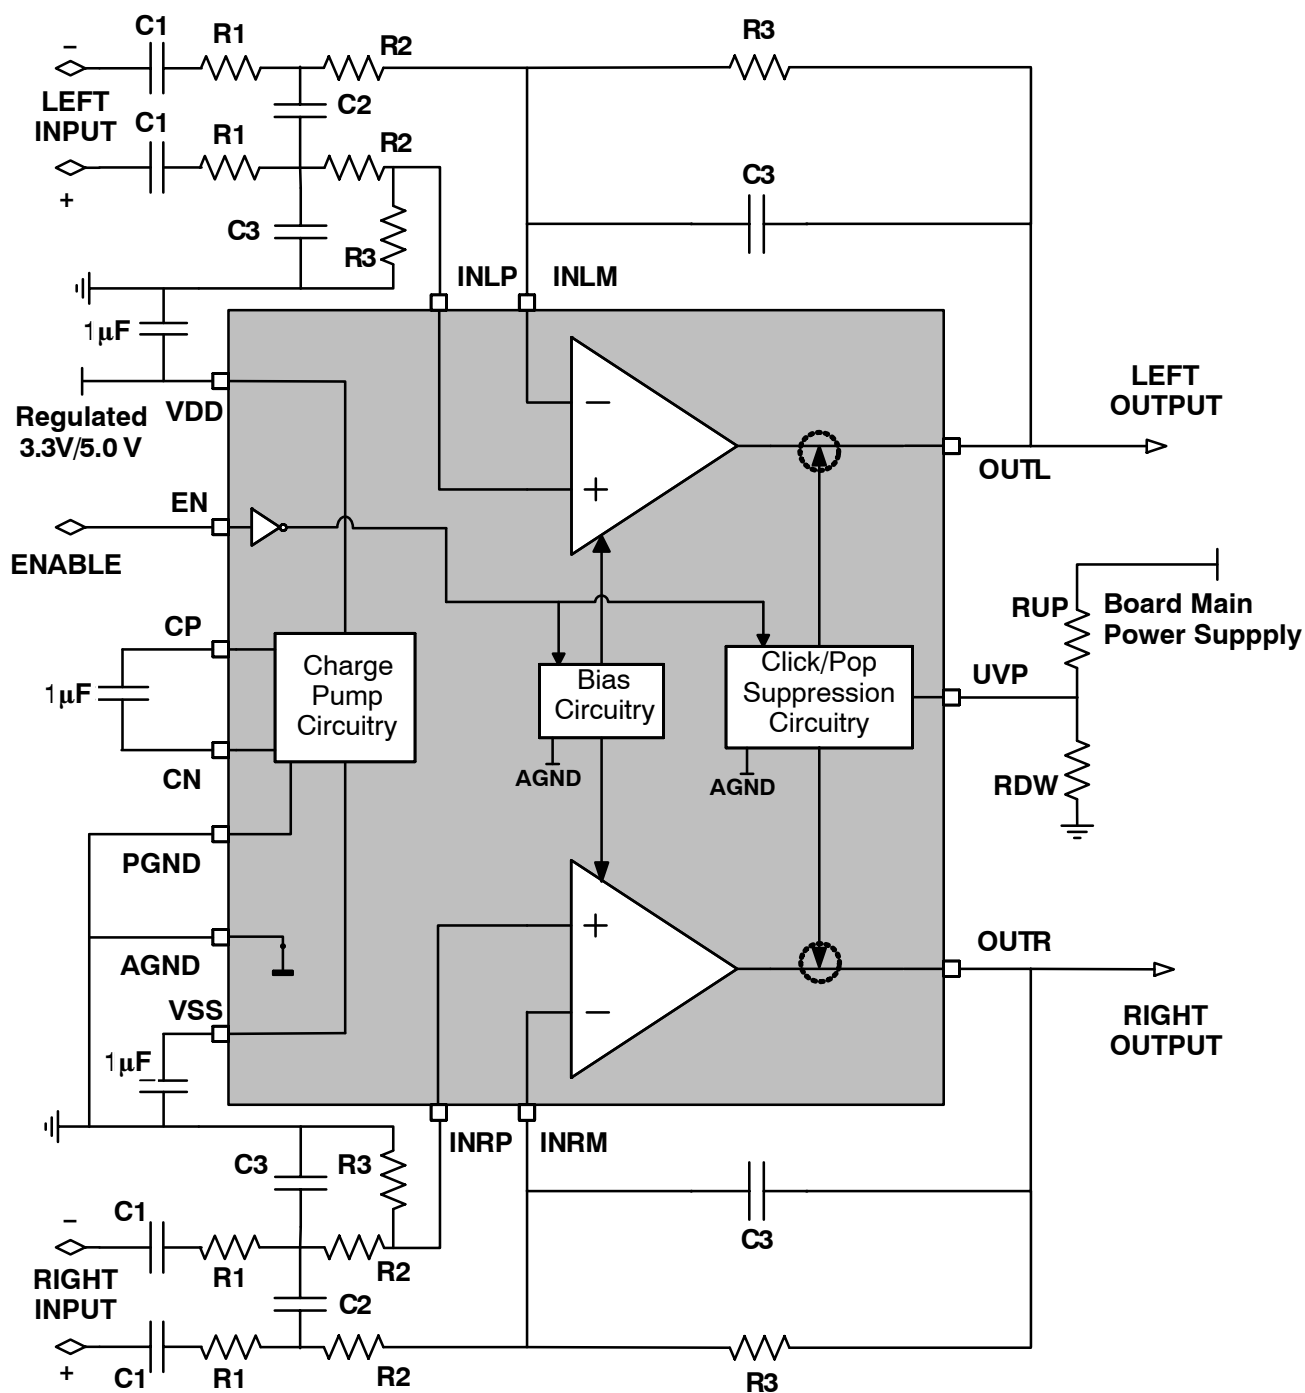 C1
R1
R2
R3
−
LEFT
INPUT
C2
C1
R1
R2
+
C3
R3
C3
INLP
INLM
1µF
VDD
Regulated
3.3V/5.0 V
−
+
LEFT
OUTPUT
OUTL
EN
ENABLE
CP
1µF
CN
Charge
Pump
Circuitry
Bias
Circuitry
AGND
Click/Pop
Suppression
Circuitry
AGND
RUP
Board Main
Power Suppply
UVP
RDW
PGND
AGND
VSS
1µF
+
−
OUTR
RIGHT
OUTPUT
INRP
INRM
C3
R3
C3
−
C1
R1
R2
RIGHT
INPUT
C2
+
C1
R1
R2
R3